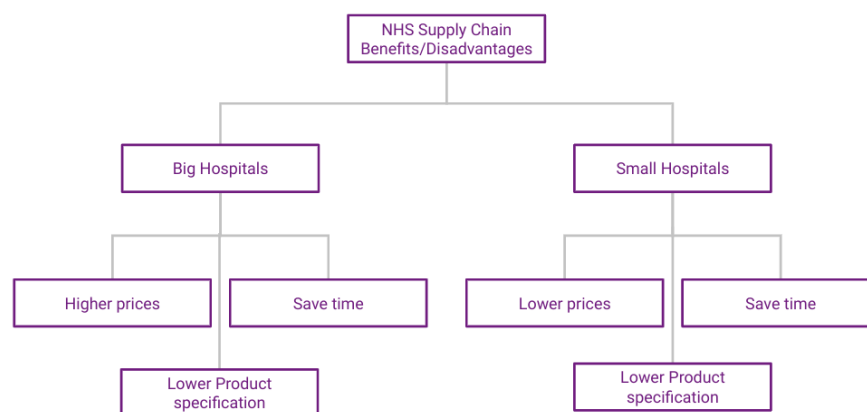 NHS Supply Chain
Benefits/Disadvantages
Big Hospitals
Small Hospitals
Higher prices
Save time
Lower prices
Save time
Lower Product
specification
Lower Product
specification